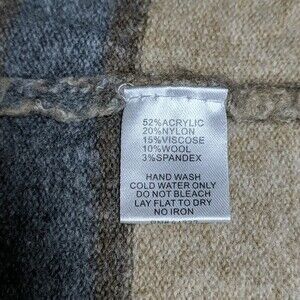 52%ACRYLIC
20%NYLON
15%VISCOSE
10%WOOL
3%SPANDEX
HAND WASH
COLD WATER ONLY
DO NOT BLEACH
LAY FLAT TO DRY
NO IRON